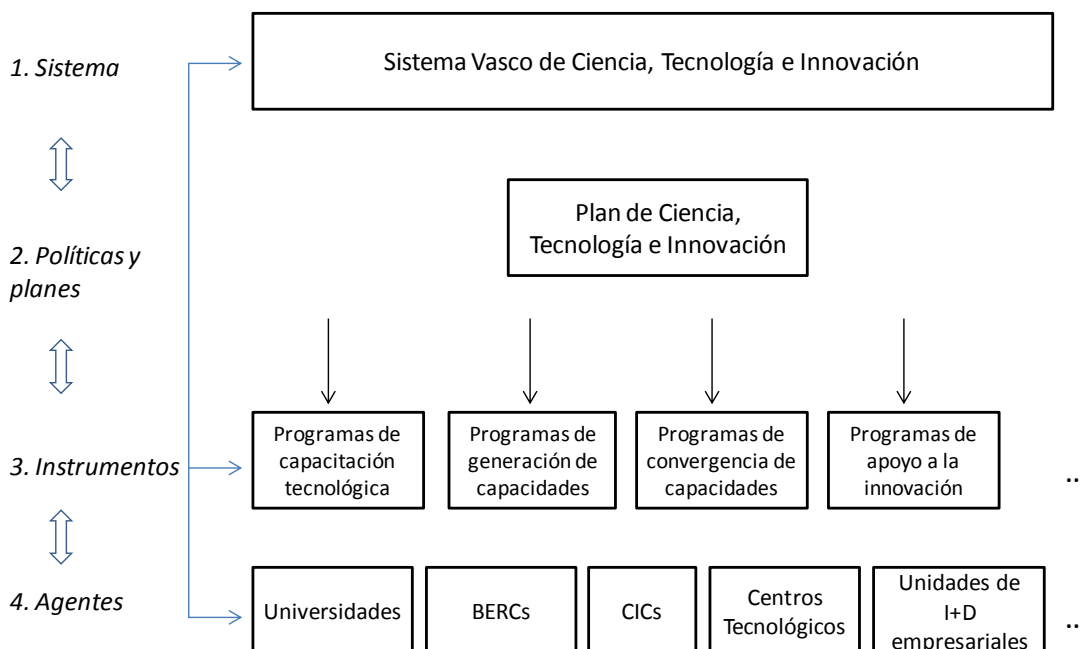 1. Sistema
Sistema Vasco de Ciencia, Tecnología e Innovación
2. Políticas y
planes
Plan de Ciencia,
Tecnología e Innovación
3. Instrumentos
Programas de
capacitación
tecnológica
Programas de
generación de
capacidades
Programas de
convergencia de
capacidades
Programas de
apoyo a la
innovación
..
4. Agentes
Universidades
BERCs
CICs
Centros
Tecnológicos
Unidades de
I+D
empresariales
..